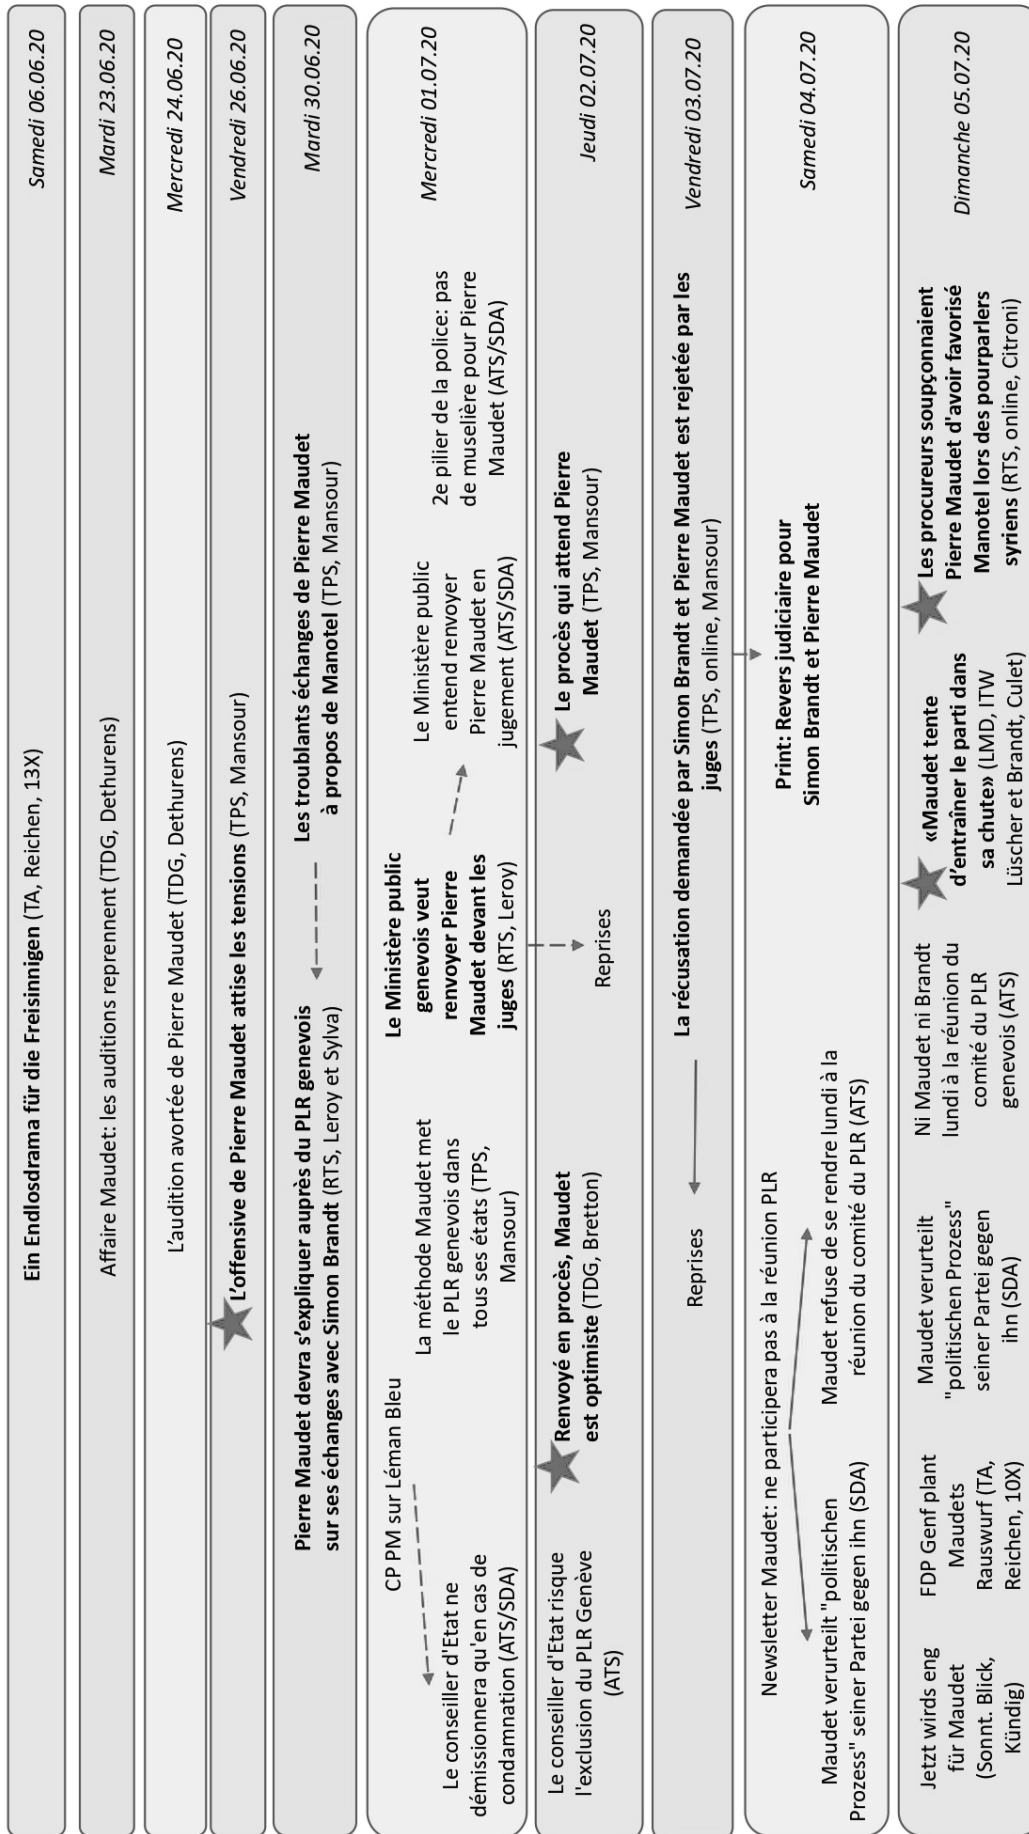 Samedi 06.06.20
Ein Endlosdrama für die Freisinnigen (TA, Reichen, 13X)
Mardi 23.06.20
Affaire Maudet: les auditions reprennent (TDG, Dethurens)
Mercredi 24.06.20
L'audition avortée de Pierre Maudet (TDG, Dethurens)
Vendredi 26.06.20
L'offensive de Pierre Maudet attise les tensions (TPS, Mansour)
Mardi 30.06.20
Pierre Maudet devra s'expliquer auprès du PLR genevois
sur ses échanges avec Simon Brandt (RTS, Leroy et Sylva)
Les troublants échanges de Pierre Maudet
à propos de Manotel (TPS, Mansour)
Mercredi 01.07.20
CP PM sur Léman Bleu
Le conseiller d'Etat ne
démissionnera qu'en cas de
condamnation (ATS/SDA)
La méthode Maudet met
le PLR genevois dans
tous ses états (TPS,
Mansour)
Le Ministère public
genevois veut
renvoyer Pierre
Maudet devant les
juges (RTS, Leroy)
Le Ministère public
entend renvoyer
Pierre Maudet en
jugement (ATS/SDA)
2e pilier de la police: pas
de muselière pour Pierre
Maudet (ATS/SDA)
Jeudi 02.07.20
Le conseiller d'Etat risque
l'exclusion du PLR Genève
(ATS)
Renvoyé en procès, Maudet
est optimiste (TDG, Bretton)
Reprises
Le procès qui attend Pierre
Maudet (TPS, Mansour)
Vendredi 03.07.20
Reprises
La récusation demandée par Simon Brandt et Pierre Maudet est rejetée par les
juges (TPS, online, Mansour)
Samedi 04.07.20
Newsletter Maudet: ne participera pas à la réunion PLR
Maudet verurteilt "politischen
Prozess" seiner Partei gegen ihn (SDA)
Maudet refuse de se rendre lundi à la
réunion du comité du PLR (ATS)
Print: Revers judiciaire pour
Simon Brandt et Pierre Maudet
Dimanche 05.07.20
Jetzt wirds eng
für Maudet
(Sonnt. Blick,
Kündig)
FDP Genf plant
Maudets
Rauswurf (TA,
Reichen, 10X)
Maudet verurteilt
"politischen Prozess"
seiner Partei gegen
ihn (SDA)
Ni Maudet ni Brandt
lundi à la réunion du
comité du PLR
genevois (ATS)
«Maudet tente
d'entraîner le parti dans
sa chute» (LMD, ITW
Lüscher et Brandt, Culet)
Les procureurs soupçonnaient
Pierre Maudet d'avoir favorisé
Manotel lors des pourparlers
syriens (RTS, online, Citroni)